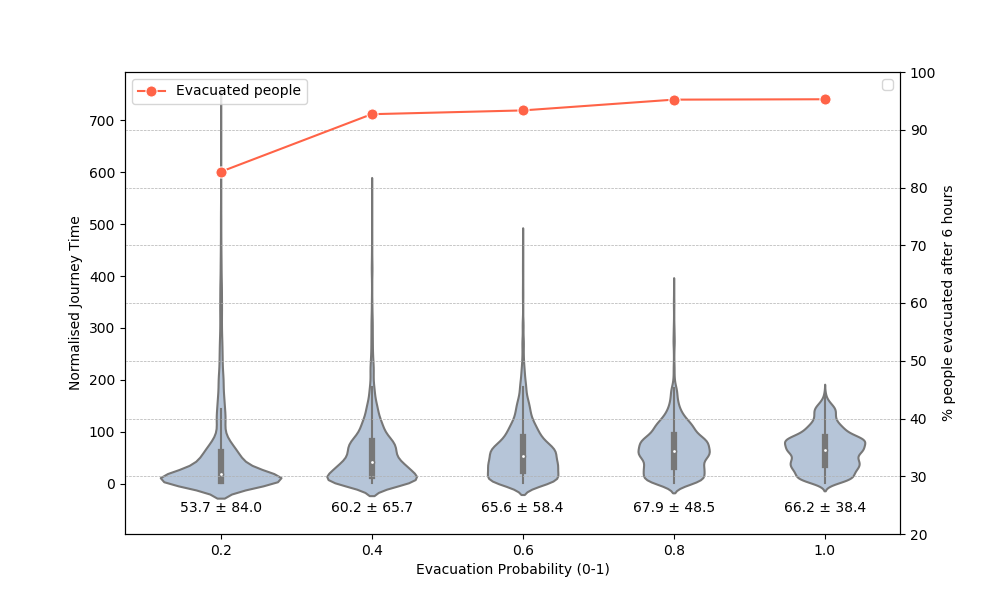 Evacuated people
700
600
500
400
300
200
100
0
Normalised Journey Time
100
90
80
70
60
50
40
30
20
% people evacuated after 6 hours
53.7 ± 84.0
60.2 ± 65.7
65.6 ± 58.4
67.9 ± 48.5
66.2 ± 38.4
0.2
0.4
0.6
0.8
1.0
Evacuation Probability (0-1)